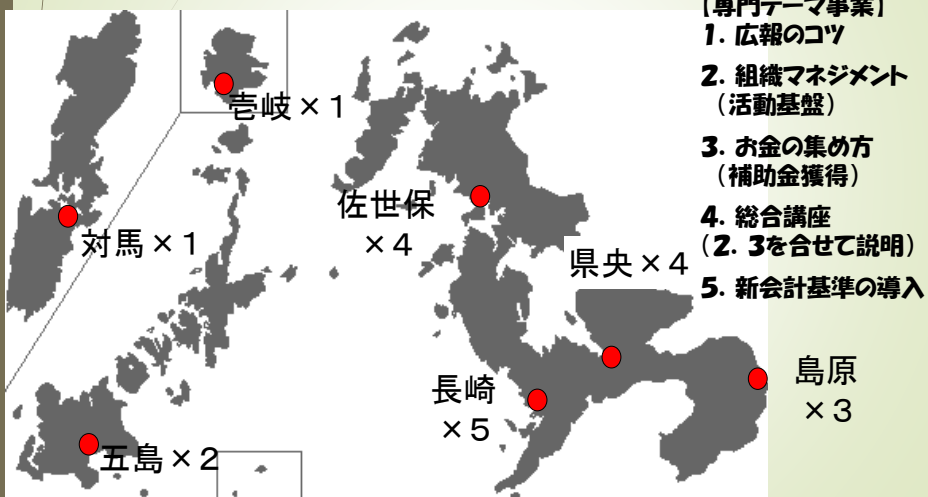 【専門テーマ事業】
1. 広報のコツ
2. 組織マネジメント
（活動基盤）
3. お金の集め方
（補助金獲得）
4. 総合講座
（2. 3を合せて説明）
5. 新会計基準の導入
壱岐×１
対馬×１
佐世保
×４
県央×４
長崎
×５
島原
×３
五島×２